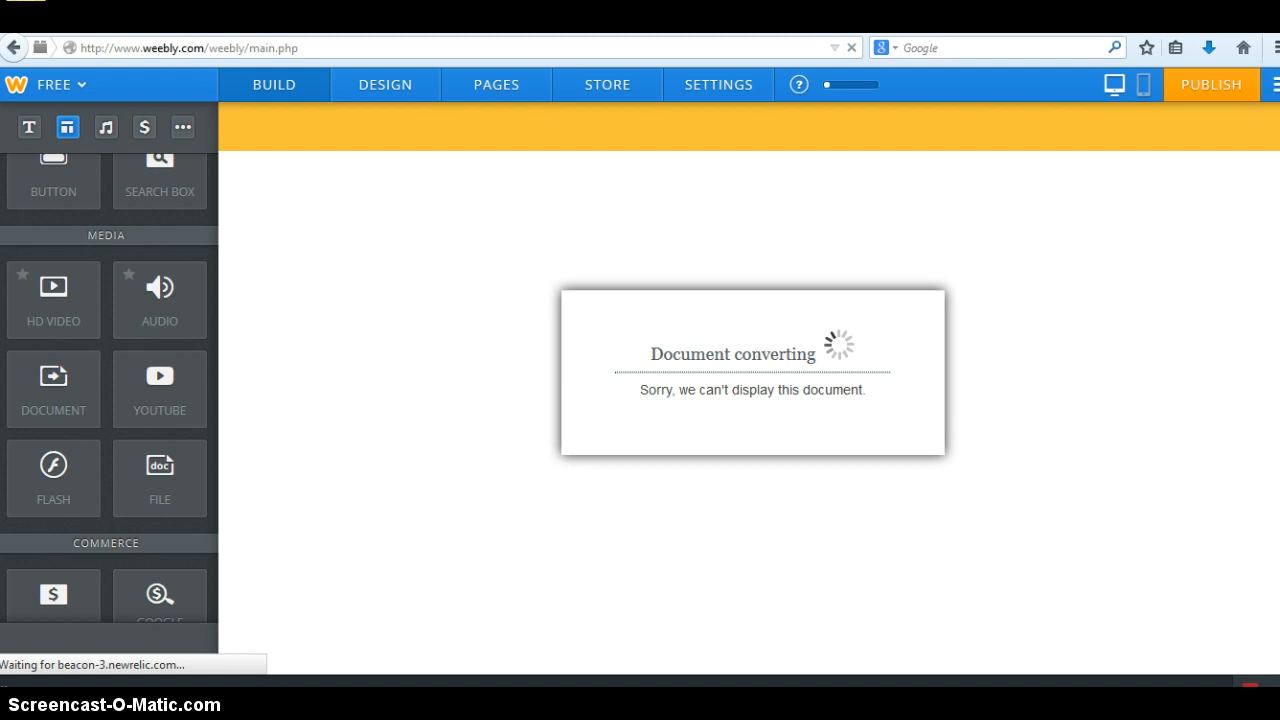 http://www.weebly.com/weebly/main.php
Google
FREE
BUILD
DESIGN
PAGES
STORE
SETTINGS
?
PUBLISH
T
$
BUTTON
SEARCH BOX
MEDIA
HD VIDEO
AUDIO
DOCUMENT
YOUTUBE
doc
FLASH
FILE
COMMERCE
$
$
GOOGLE
Document converting
Sorry, we can't display this document.
Waiting for beacon-3.newrelic.com...
Screencast-O-Matic.com